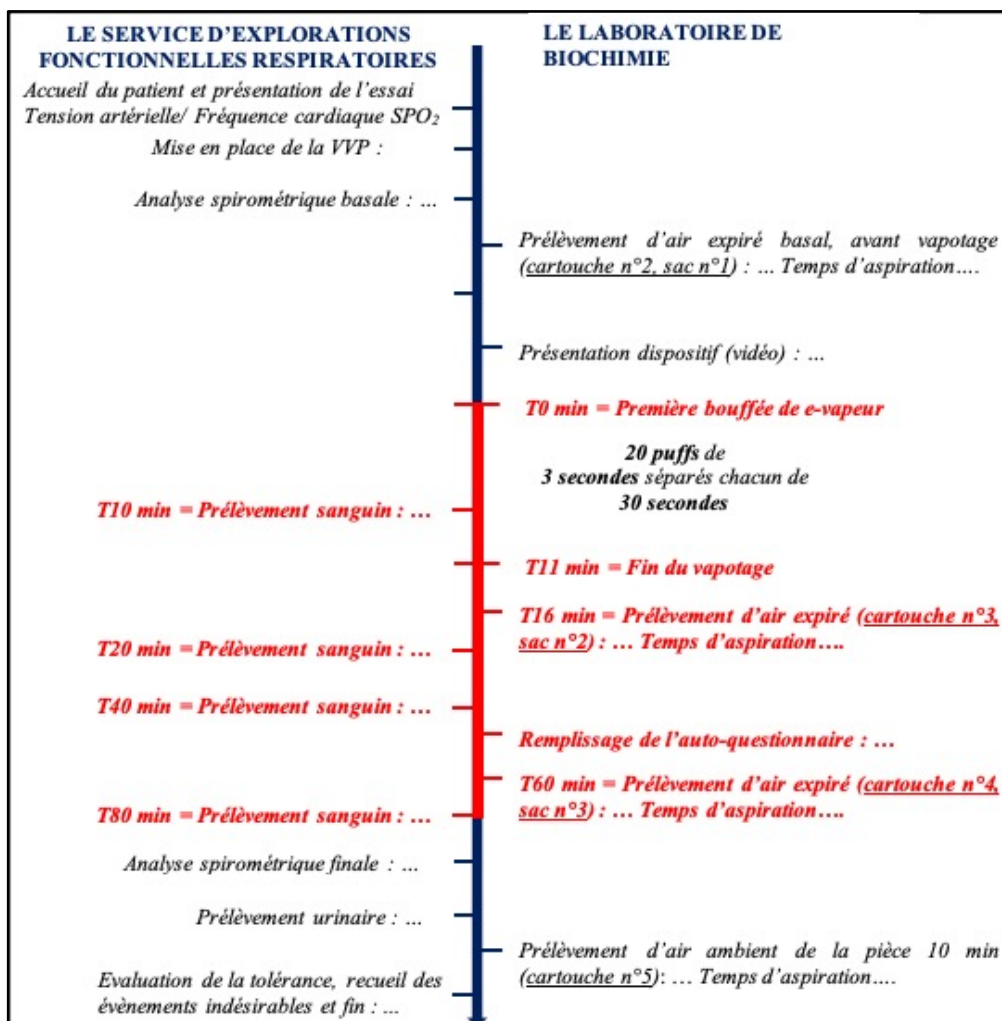 LE SERVICE D'EXPLORATIONS
FONCTIONNELLES RESPIRATOIRES
LE LABORATOIRE DE
BIOCHIMIE
Accueil du patient et présentation de l'essai
Tension artérielle/ Fréquence cardiaque SPO₂
Mise en place de la VVP :
Analyse spirométrique basale : …
Prélèvement d'air expiré basal, avant vapotage
(cartouche n°2, sac n°1) : … Temps d'aspiration….
Présentation dispositif (vidéo) : …
T0 min = Première bouffée de e-vapeur
20 puffs de
3 secondes séparés chacun de
30 secondes
T10 min = Prélèvement sanguin : …
T11 min = Fin du vapotage
T16 min = Prélèvement d'air expiré (cartouche n°3,
sac n°2) : … Temps d'aspiration….
T20 min = Prélèvement sanguin : …
T40 min = Prélèvement sanguin : …
Remplissage de l'auto-questionnaire : …
T60 min = Prélèvement d'air expiré (cartouche n°4,
sac n°3) : … Temps d'aspiration….
T80 min = Prélèvement sanguin : …
Analyse spirométrique finale : …
Prélèvement urinaire : …
Prélèvement d'air ambient de la pièce 10 min
(cartouche n°5): … Temps d'aspiration….
Evaluation de la tolérance, recueil des
évènements indésirables et fin : …